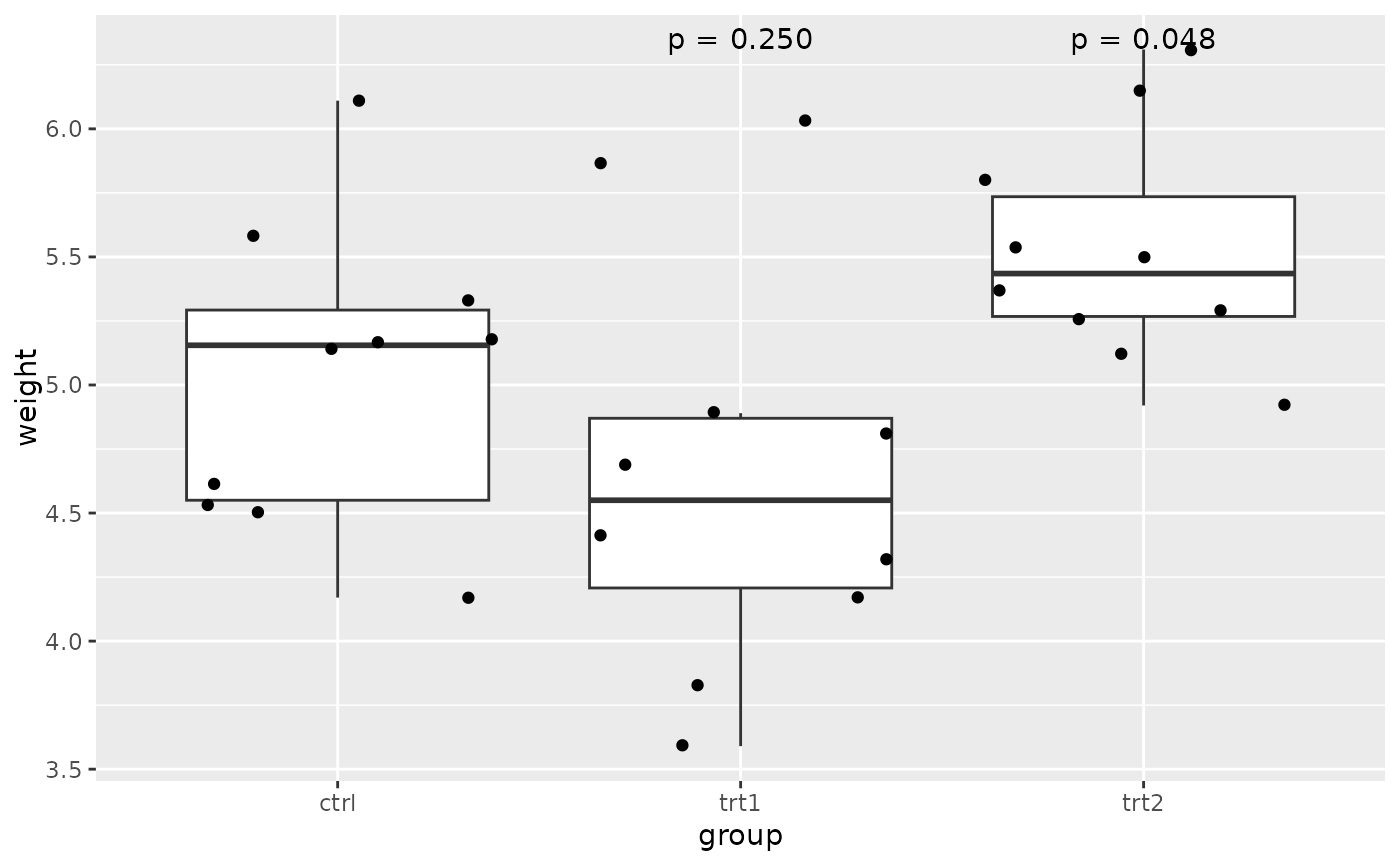 p = 0.250
p = 0.048
weight
6.0
5.5
5.0
4.5
4.0
3.5
ctrl
trt1
trt2
group